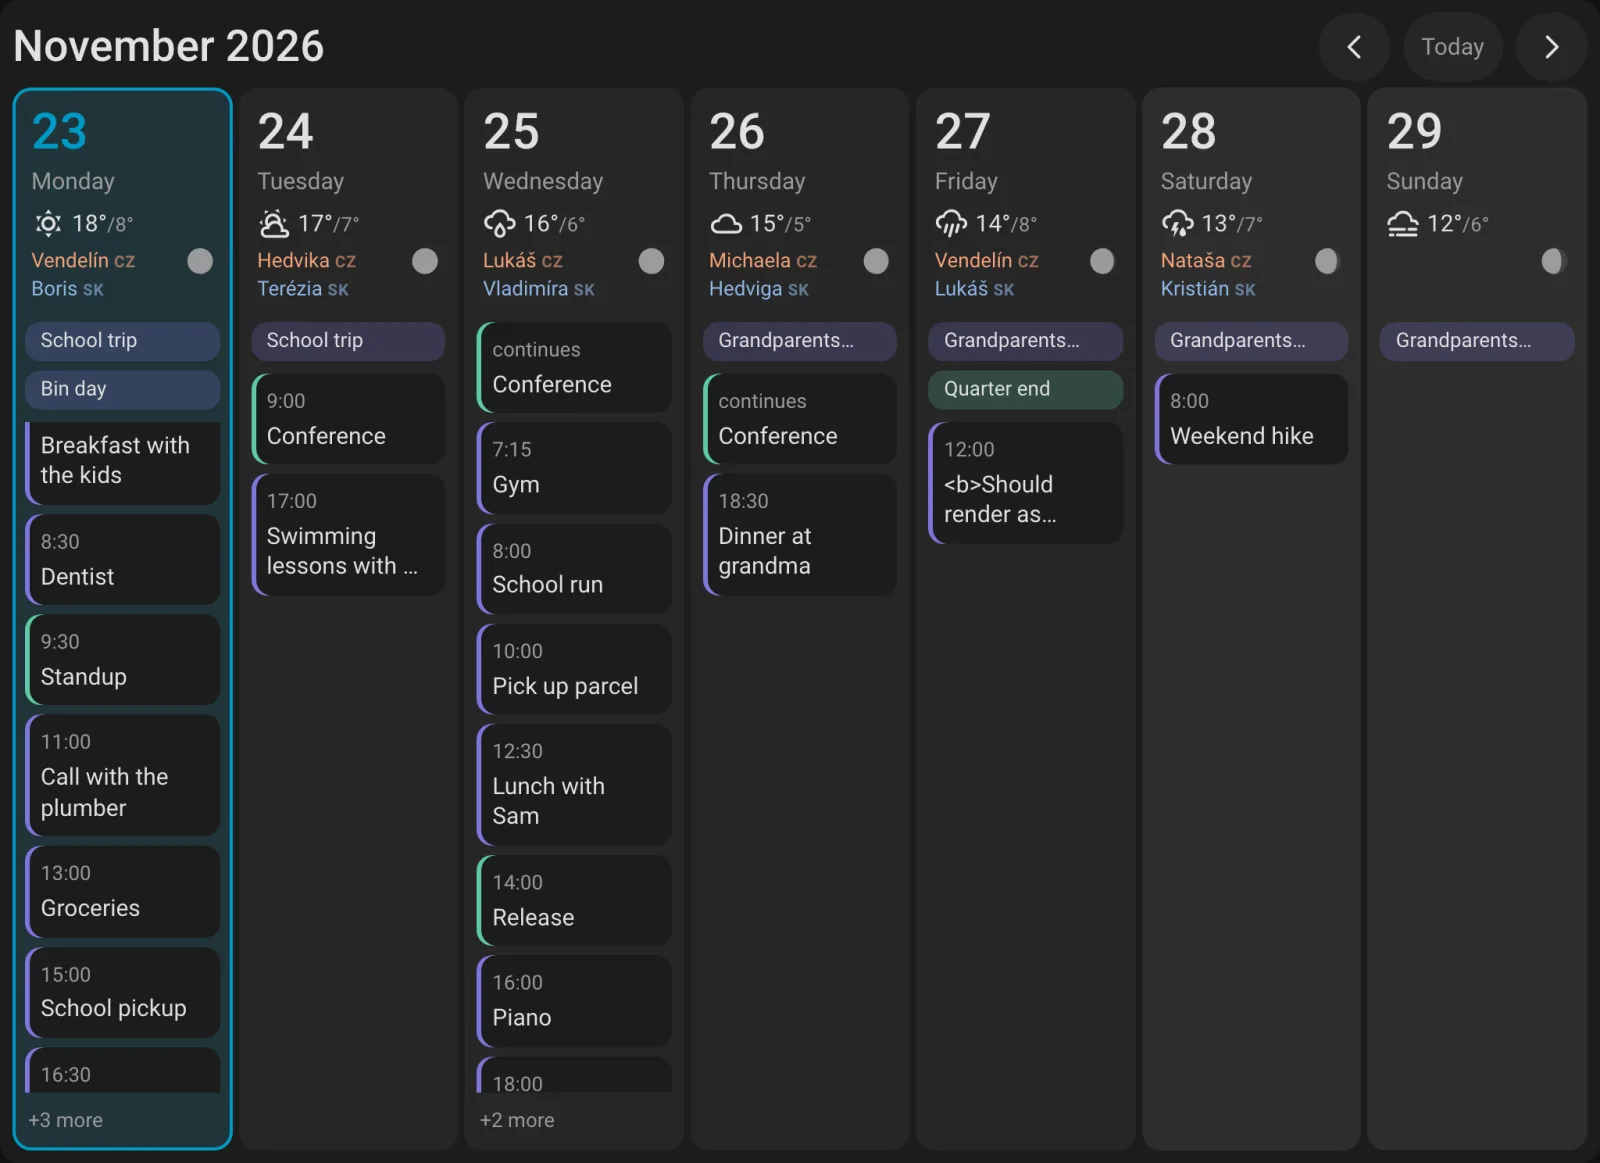 November 2026
Today
23
Monday
18°/8°
Vendelín CZ
Boris SK
School trip
Bin day
Breakfast with
the kids
8:30
Dentist
9:30
Standup
11:00
Call with the
plumber
13:00
Groceries
15:00
School pickup
16:30
+3 more
24
Tuesday
17°/7°
Hedvika CZ
Terézia SK
School trip
9:00
Conference
17:00
Swimming
lessons with ...
25
Wednesday
16°/6°
Lukáš CZ
Vladimíra SK
continues
Conference
7:15
Gym
8:00
School run
10:00
Pick up parcel
12:30
Lunch with
Sam
14:00
Release
16:00
Piano
18:00
+2 more
26
Thursday
15°/5°
Michaela CZ
Hedviga SK
Grandparents...
continues
Conference
18:30
Dinner at
grandma
27
Friday
14°/8°
Vendelín CZ
Lukáš SK
Grandparents...
Quarter end
12:00
<b>Should
render as...
28
Saturday
13°/7°
Nataša CZ
Kristián SK
Grandparents...
8:00
Weekend hike
29
Sunday
12°/6°
Grandparents...